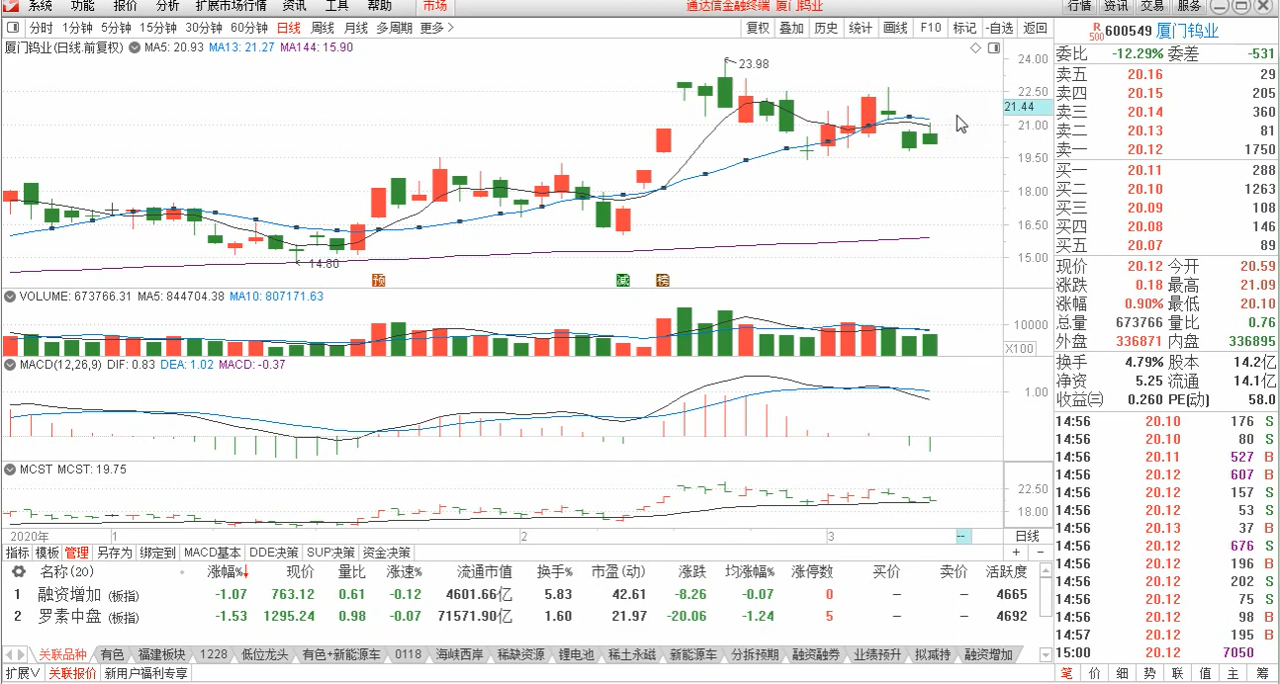 系统 功能 报价 分析 扩展市场行情 资讯 工具 帮助 市场 通达信金融终端 厦门钨业 行情 资讯 交易 服务
分时 1分钟 5分钟 15分钟 30分钟 60分钟 日线 周线 月线 多周期 更多> 复权 叠加 历史 统计 画线 F10 标记 -自选 返回
R 500 600549 厦门钨业
厦门钨业(日线.前复权) MA5: 20.93 MA13: 21.27 MA144: 15.90
委比 -12.29% 委差 -531
卖五 20.16 29
卖四 20.15 205
卖三 20.14 360
卖二 20.13 81
卖一 20.12 1750
买一 20.11 288
买二 20.10 1263
买三 20.09 108
买四 20.08 146
买五 20.07 89
现价 20.12 今开 20.59
涨跌 0.18 最高 21.09
涨幅 0.90% 最低 20.10
总量 673766 量比 0.76
外盘 336871 内盘 336895
换手 4.79% 股本 14.2亿
净资 5.25 流通 14.1亿
收益㈢ 0.260 PE(动) 58.0
14:56 20.10 176 S
14:56 20.10 80 S
14:56 20.11 527 B
14:56 20.12 607 B
14:56 20.12 157 S
14:56 20.12 53 S
14:56 20.13 37 B
14:56 20.12 676 S
14:56 20.12 196 B
14:56 20.12 202 S
14:56 20.12 75 S
14:56 20.12 98 B
14:57 20.12 195 B
15:00 20.12 7050
笔 价 细 势 联 值 主 筹
23.98
14.80
24.00
22.50
21.44
21.00
19.50
18.00
16.50
15.00
预 减 榜
VOLUME: 673766.31 MA5: 844704.38 MA10: 807171.63
10000
X100
MACD(12,26,9) DIF: 0.83 DEA: 1.02 MACD: -0.37
1.00
MCST MCST: 19.75
22.50
18.00
2020年 1 2 3 -- 日线
指标 模板 管理 另存为 绑定到 MACD基本 DDE决策 SUP决策 资金决策 + -
名称(20) 涨幅%↓ 现价 量比 涨速% 流通市值 换手% 市盈(动) 涨跌 均涨幅% 涨停数 买价 卖价 活跃度
1 融资增加(板指) -1.07 763.12 0.61 -0.12 4601.66亿 5.83 42.61 -8.26 -0.07 0 — — 4665
2 罗素中盘(板指) -1.53 1295.24 0.98 -0.07 71571.90亿 1.60 21.97 -20.06 -1.24 5 — — 4692
关联品种 有色 福建板块 1228 低位龙头 有色+新能源车 0118 海峡西岸 稀缺资源 锂电池 稀土永磁 新能源车 分拆预期 融资融券 业绩预升 拟减持 融资增加
扩展∨ 关联报价 新用户福利专享